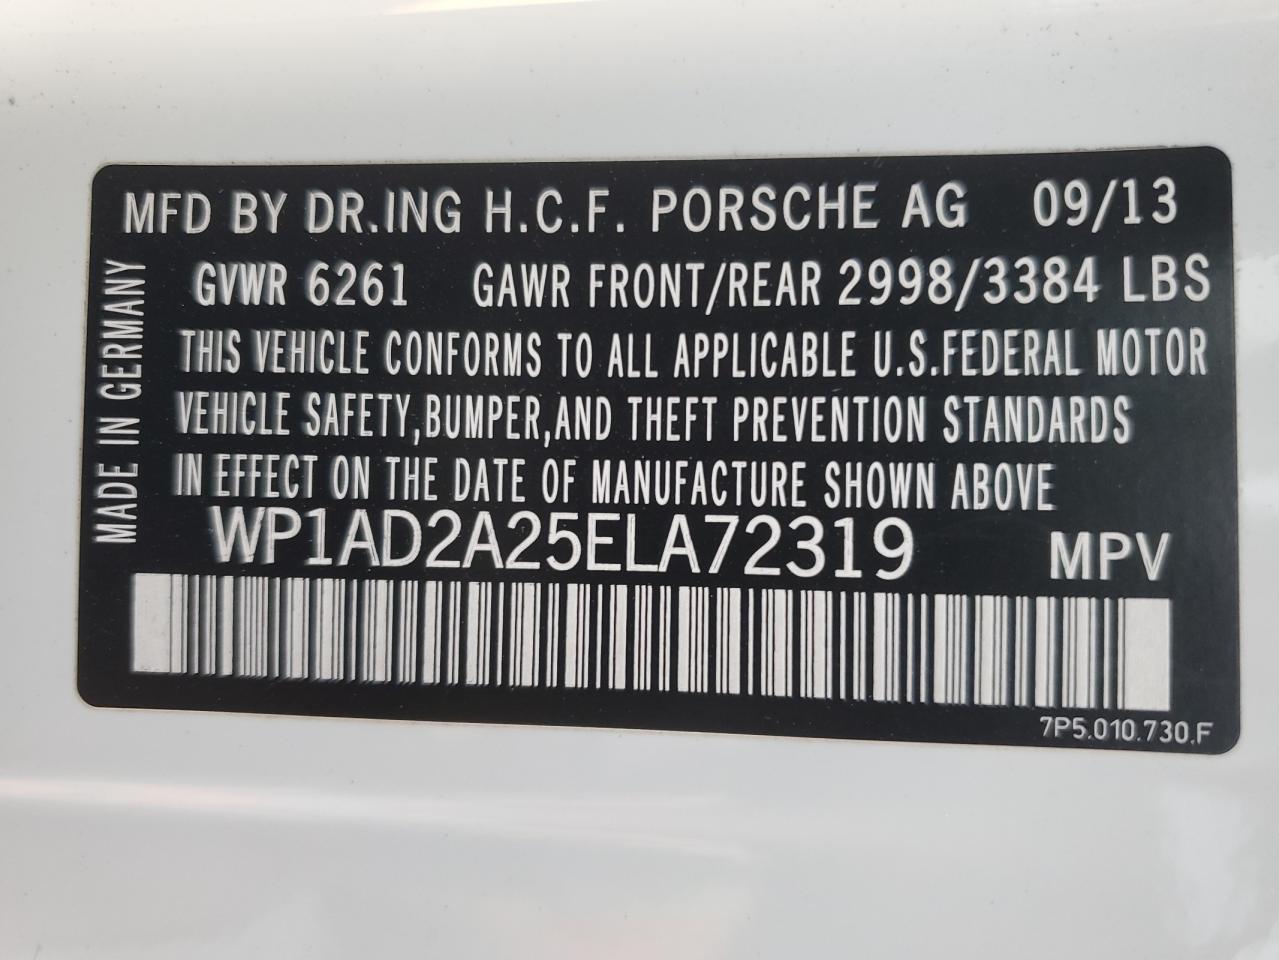 MFD BY DR.ING H.C.F. PORSCHE AG 09/13
GVWR 6261 GAWR FRONT/REAR 2998/3384 LBS
THIS VEHICLE CONFORMS TO ALL APPLICABLE U.S.FEDERAL MOTOR
VEHICLE SAFETY,BUMPER,AND THEFT PREVENTION STANDARDS
IN EFFECT ON THE DATE OF MANUFACTURE SHOWN ABOVE
WP1AD2A25ELA72319 MPV
7P5.010.730.F
MADE IN GERMANY